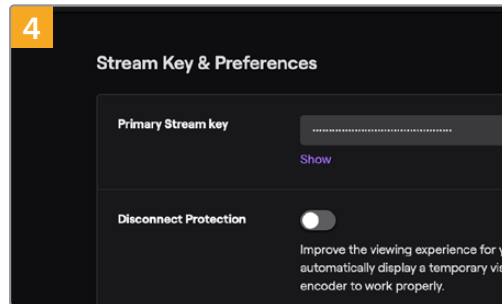 4
Stream Key & Preferences
Primary Stream key
Show
Disconnect Protection
Improve the viewing experience for
automatically display a temporary
encoder to work properly.